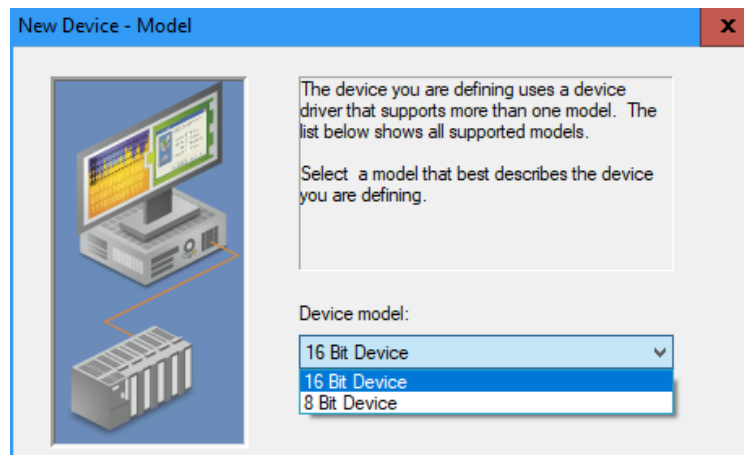 New Device - Model
x
The device you are defining uses a device
driver that supports more than one model.  The
list below shows all supported models.
Select  a model that best describes the device
you are defining.
Device model:
16 Bit Device
16 Bit Device
8 Bit Device